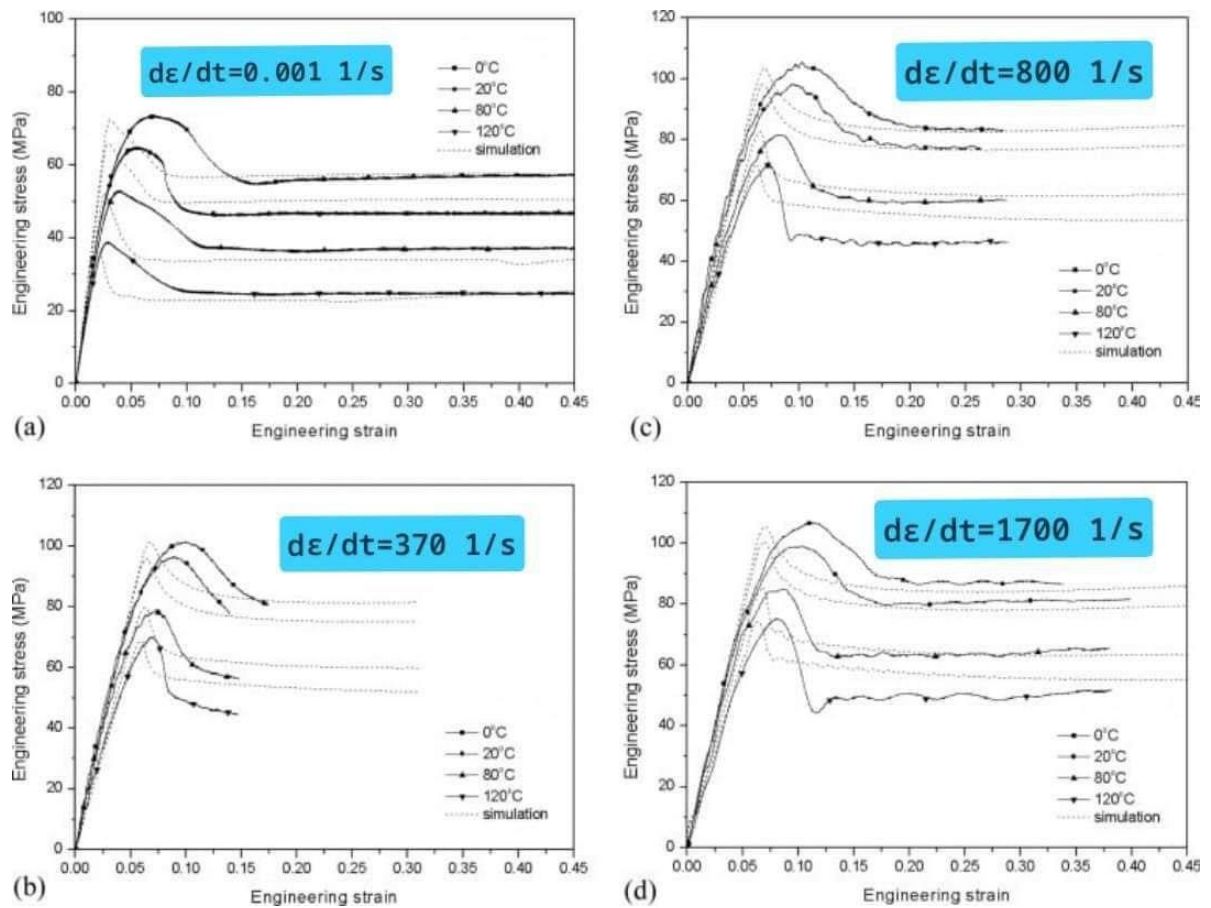 dε/dt=0.001 1/s
Engineering stress (MPa)
100
80
60
40
20
0
0°C
20°C
80°C
120°C
simulation
0.00 0.05 0.10 0.15 0.20 0.25 0.30 0.35 0.40 0.45
(a) Engineering strain
dε/dt=800 1/s
Engineering stress (MPa)
120
100
80
60
40
20
0
0°C
20°C
80°C
120°C
simulation
0.00 0.05 0.10 0.15 0.20 0.25 0.30 0.35 0.40 0.45
(c) Engineering strain
dε/dt=370 1/s
Engineering stress (MPa)
120
100
80
60
40
20
0
0°C
20°C
80°C
120°C
simulation
0.00 0.05 0.10 0.15 0.20 0.25 0.30 0.35 0.40 0.45
(b) Engineering strain
dε/dt=1700 1/s
Engineering stress (MPa)
120
100
80
60
40
20
0
0°C
20°C
80°C
120°C
simulation
0.00 0.05 0.10 0.15 0.20 0.25 0.30 0.35 0.40 0.45
(d) Engineering strain